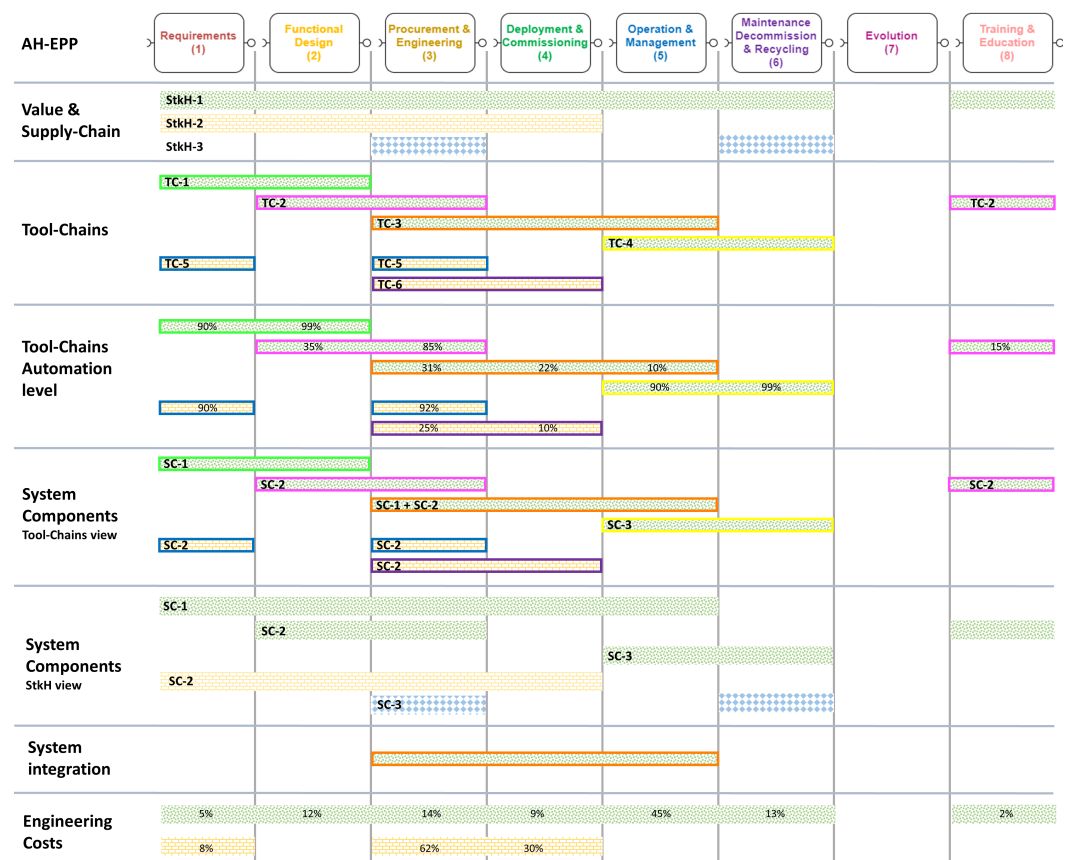 AH-EPP
Requirements
(1)
Functional
Design
(2)
Procurement &
Engineering
(3)
Deployment &
Commissioning
(4)
Operation &
Management
(5)
Maintenance
Decommission
& Recycling
(6)
Evolution
(7)
Training &
Education
(8)
Value &
Supply-Chain
StkH-1
StkH-2
StkH-3
Tool-Chains
TC-1
TC-2
TC-2
TC-3
TC-4
TC-5
TC-5
TC-6
Tool-Chains
Automation
level
90% 99%
35% 85% 15%
31% 22% 10%
90% 99%
90% 92%
25% 10%
System
Components
Tool-Chains view
SC-1
SC-2
SC-2
SC-1 + SC-2
SC-3
SC-2
SC-2
SC-2
System
Components
StkH view
SC-1
SC-2
SC-3
SC-2
SC-3
System
integration
Engineering
Costs
5% 12% 14% 9% 45% 13% 2%
8% 62% 30%